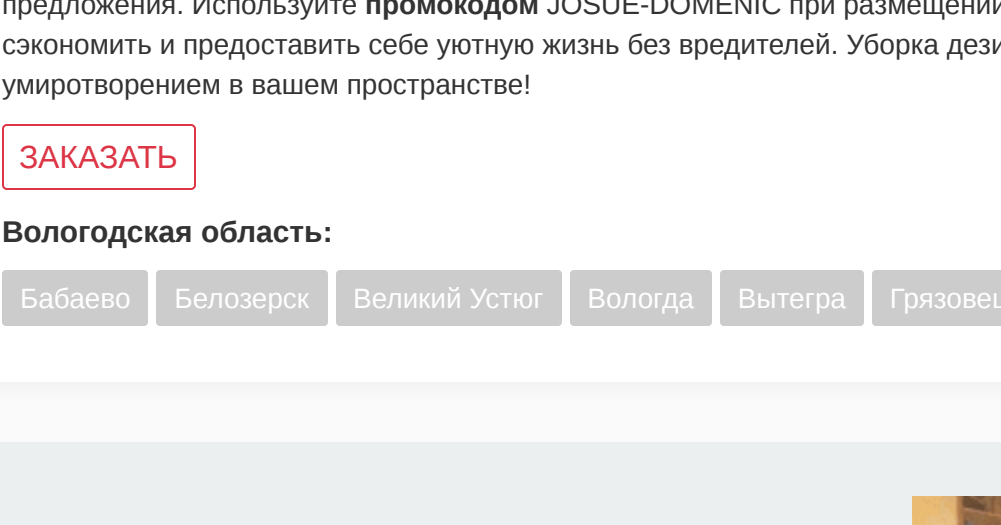 предложения. Используйте промокодом JOSUE-DOMENIC при размещении
сэкономить и предоставить себе уютную жизнь без вредителей. Уборка
умиротворением в вашем пространстве!
ЗАКАЗАТЬ
Вологодская область:
Бабаево Белозерск Великий Устюг Вологда Вытегра